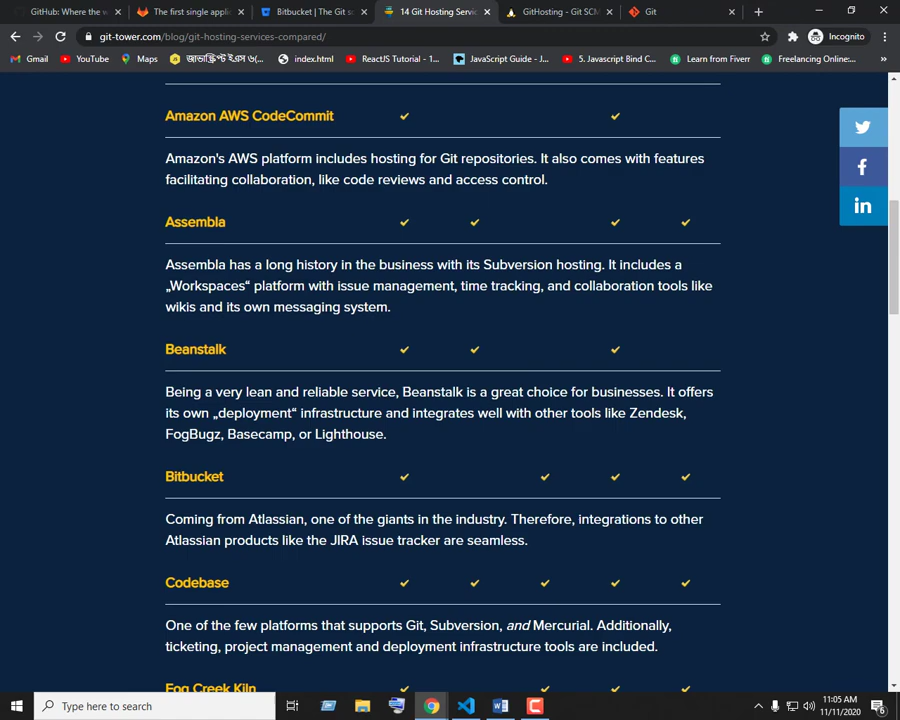 GitHub: Where the w
The first single appli
Bitbucket | The Git so
14 Git Hosting Servic
GitHosting - Git SCM
Git
git-tower.com/blog/git-hosting-services-compared/
Incognito
Gmail
YouTube
Maps
index.html
ReactJS Tutorial - 1...
JavaScript Guide - J...
5. Javascript Bind C...
Learn from Fiverr
Freelancing Online:...
»
Amazon AWS CodeCommit
Amazon's AWS platform includes hosting for Git repositories. It also comes with features
facilitating collaboration, like code reviews and access control.
Assembla
Assembla has a long history in the business with its Subversion hosting. It includes a
„Workspaces“ platform with issue management, time tracking, and collaboration tools like
wikis and its own messaging system.
Beanstalk
Being a very lean and reliable service, Beanstalk is a great choice for businesses. It offers
its own „deployment“ infrastructure and integrates well with other tools like Zendesk,
FogBugz, Basecamp, or Lighthouse.
Bitbucket
Coming from Atlassian, one of the giants in the industry. Therefore, integrations to other
Atlassian products like the JIRA issue tracker are seamless.
Codebase
One of the few platforms that supports Git, Subversion, and Mercurial. Additionally,
ticketing, project management and deployment infrastructure tools are included.
Fog Creek Kiln
Type here to search
11:05 AM
11/11/2020
6